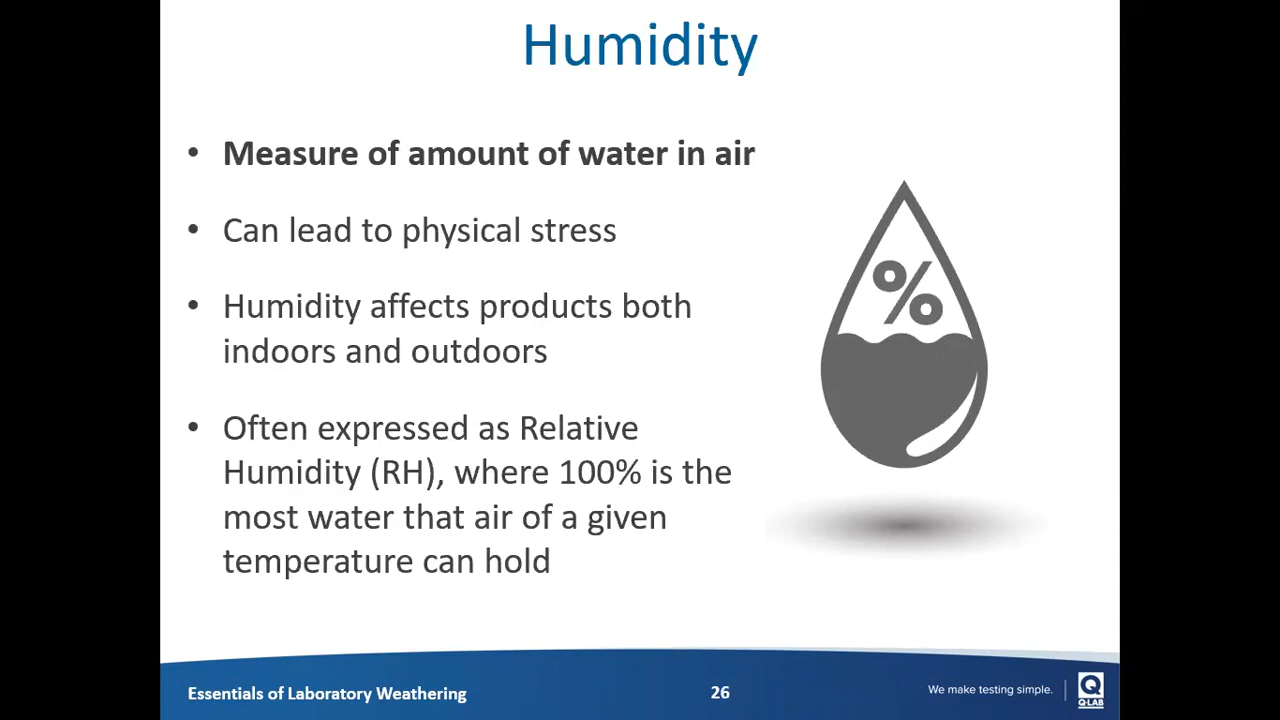 Humidity
• Measure of amount of water in air
• Can lead to physical stress
• Humidity affects products both
indoors and outdoors
• Often expressed as Relative
Humidity (RH), where 100% is the
most water that air of a given
temperature can hold
%
Essentials of Laboratory Weathering
26
We make testing simple.
Q
Q-LAB